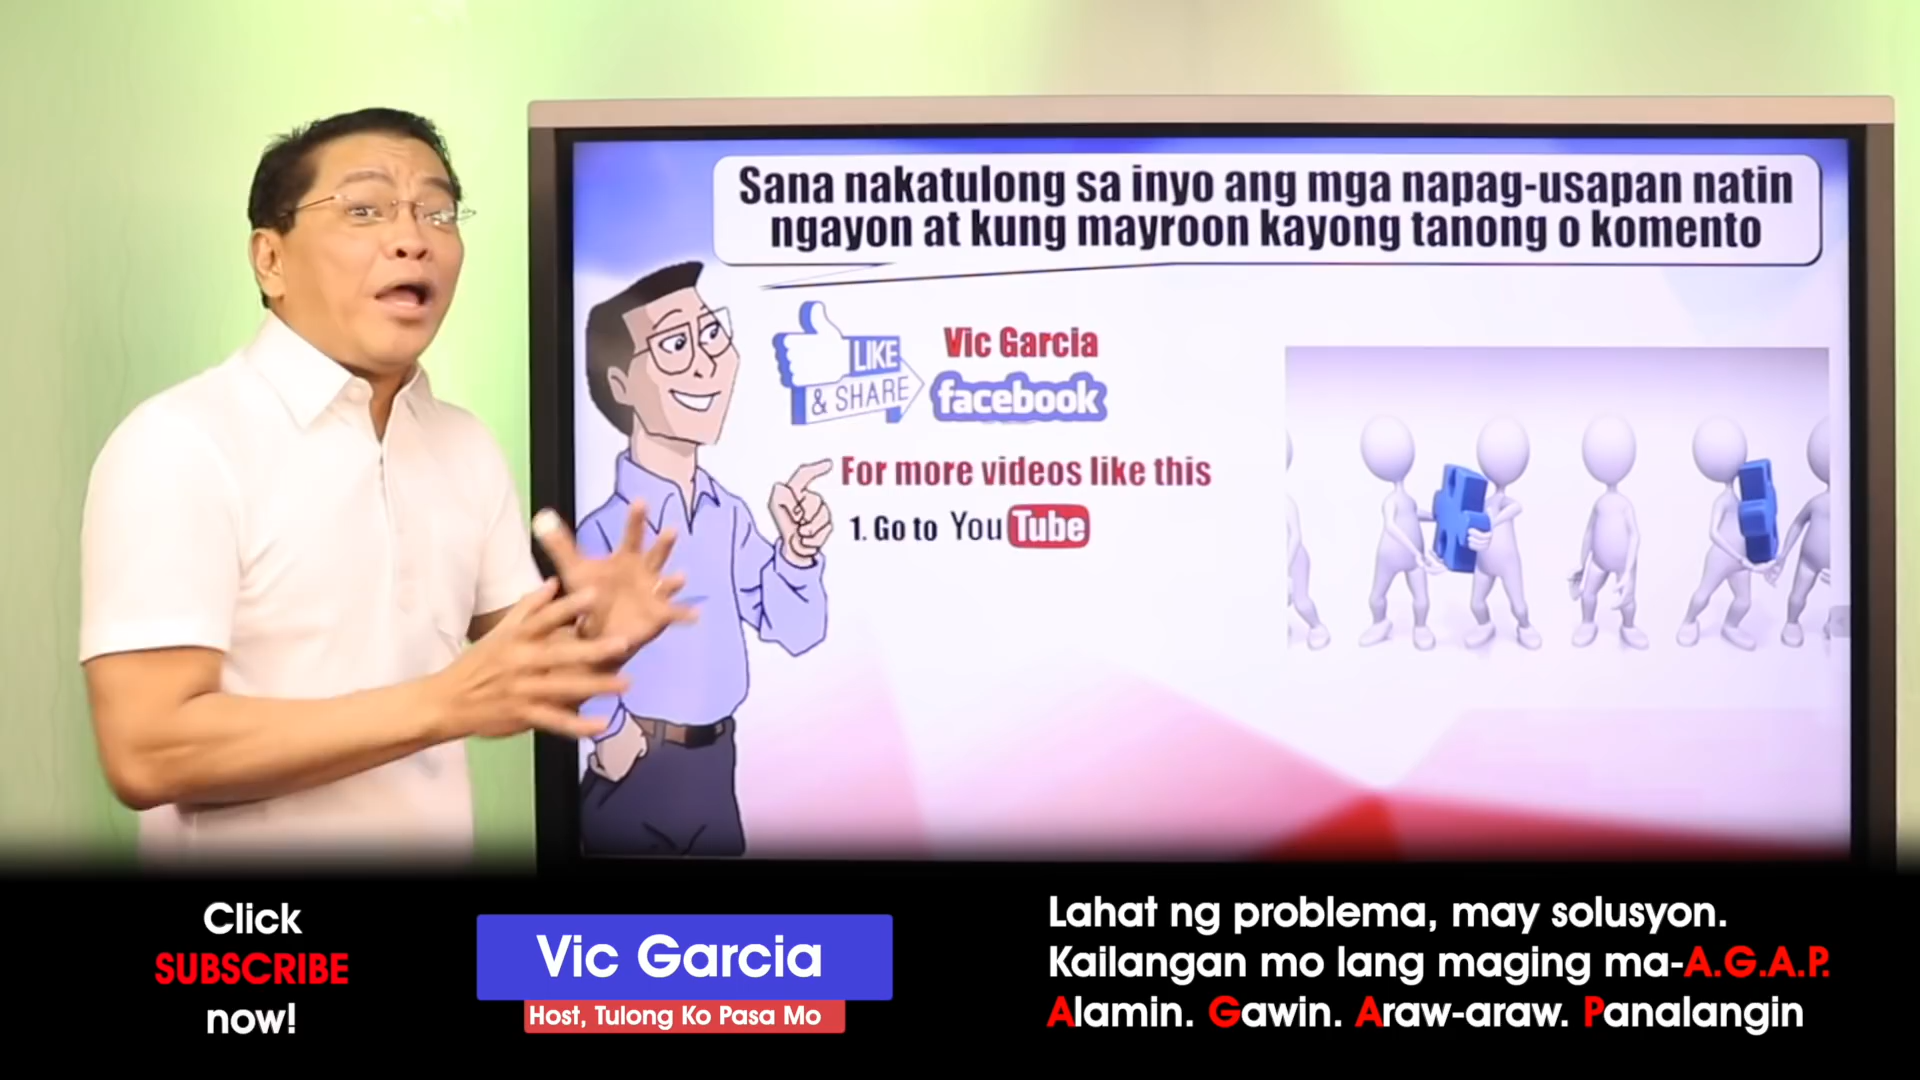 Sana nakatulong sa inyo ang mga napag-usapan natin
ngayon at kung mayroon kayong tanong o komento
LIKE
& SHARE
Vic Garcia
facebook
For more videos like this
1. Go to YouTube
Click
SUBSCRIBE
now!
Vic Garcia
Host, Tulong Ko Pasa Mo
Lahat ng problema, may solusyon.
Kailangan mo lang maging ma-A.G.A.P.
Alamin. Gawin. Araw-araw. Panalangin